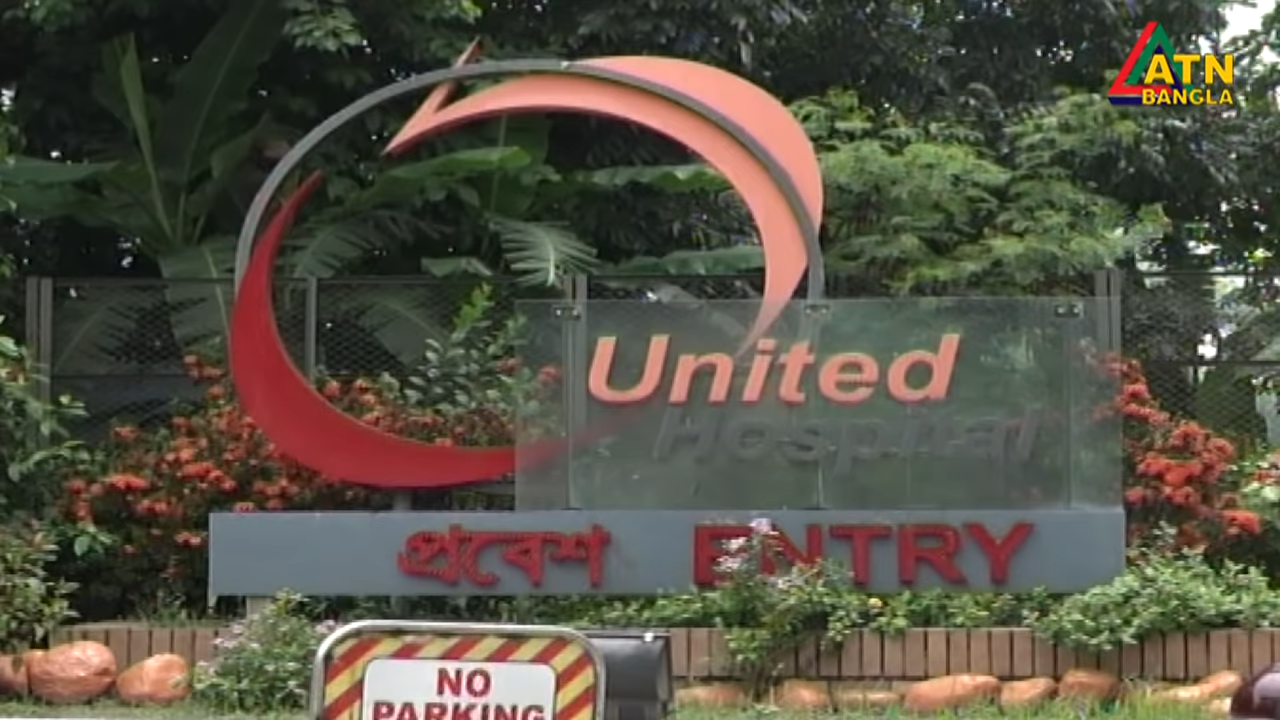 ATN
BANGLA
United
Hospital
প্রবেশ ENTRY
NO
PARKING